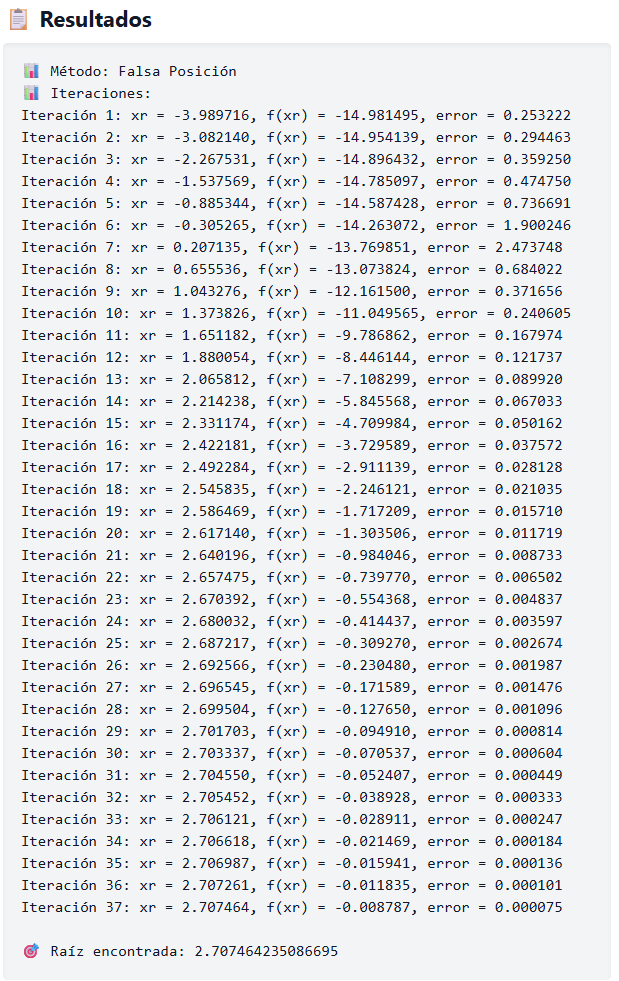 Resultados
Método: Falsa Posición
Iteraciones:
Iteración 1: xr = -3.989716, f(xr) = -14.981495, error = 0.253222
Iteración 2: xr = -3.082140, f(xr) = -14.954139, error = 0.294463
Iteración 3: xr = -2.267531, f(xr) = -14.896432, error = 0.359250
Iteración 4: xr = -1.537569, f(xr) = -14.785097, error = 0.474750
Iteración 5: xr = -0.885344, f(xr) = -14.587428, error = 0.736691
Iteración 6: xr = -0.305265, f(xr) = -14.263072, error = 1.900246
Iteración 7: xr = 0.207135, f(xr) = -13.769851, error = 2.473748
Iteración 8: xr = 0.655536, f(xr) = -13.073824, error = 0.684022
Iteración 9: xr = 1.043276, f(xr) = -12.161500, error = 0.371656
Iteración 10: xr = 1.373826, f(xr) = -11.049565, error = 0.240605
Iteración 11: xr = 1.651182, f(xr) = -9.786862, error = 0.167974
Iteración 12: xr = 1.880054, f(xr) = -8.446144, error = 0.121737
Iteración 13: xr = 2.065812, f(xr) = -7.108299, error = 0.089920
Iteración 14: xr = 2.214238, f(xr) = -5.845568, error = 0.067033
Iteración 15: xr = 2.331174, f(xr) = -4.709984, error = 0.050162
Iteración 16: xr = 2.422181, f(xr) = -3.729589, error = 0.037572
Iteración 17: xr = 2.492284, f(xr) = -2.911139, error = 0.028128
Iteración 18: xr = 2.545835, f(xr) = -2.246121, error = 0.021035
Iteración 19: xr = 2.586469, f(xr) = -1.717209, error = 0.015710
Iteración 20: xr = 2.617140, f(xr) = -1.303506, error = 0.011719
Iteración 21: xr = 2.640196, f(xr) = -0.984046, error = 0.008733
Iteración 22: xr = 2.657475, f(xr) = -0.739770, error = 0.006502
Iteración 23: xr = 2.670392, f(xr) = -0.554368, error = 0.004837
Iteración 24: xr = 2.680032, f(xr) = -0.414437, error = 0.003597
Iteración 25: xr = 2.687217, f(xr) = -0.309270, error = 0.002674
Iteración 26: xr = 2.692566, f(xr) = -0.230480, error = 0.001987
Iteración 27: xr = 2.696545, f(xr) = -0.171589, error = 0.001476
Iteración 28: xr = 2.699504, f(xr) = -0.127650, error = 0.001096
Iteración 29: xr = 2.701703, f(xr) = -0.094910, error = 0.000814
Iteración 30: xr = 2.703337, f(xr) = -0.070537, error = 0.000604
Iteración 31: xr = 2.704550, f(xr) = -0.052407, error = 0.000449
Iteración 32: xr = 2.705452, f(xr) = -0.038928, error = 0.000333
Iteración 33: xr = 2.706121, f(xr) = -0.028911, error = 0.000247
Iteración 34: xr = 2.706618, f(xr) = -0.021469, error = 0.000184
Iteración 35: xr = 2.706987, f(xr) = -0.015941, error = 0.000136
Iteración 36: xr = 2.707261, f(xr) = -0.011835, error = 0.000101
Iteración 37: xr = 2.707464, f(xr) = -0.008787, error = 0.000075
Raíz encontrada: 2.707464235086695